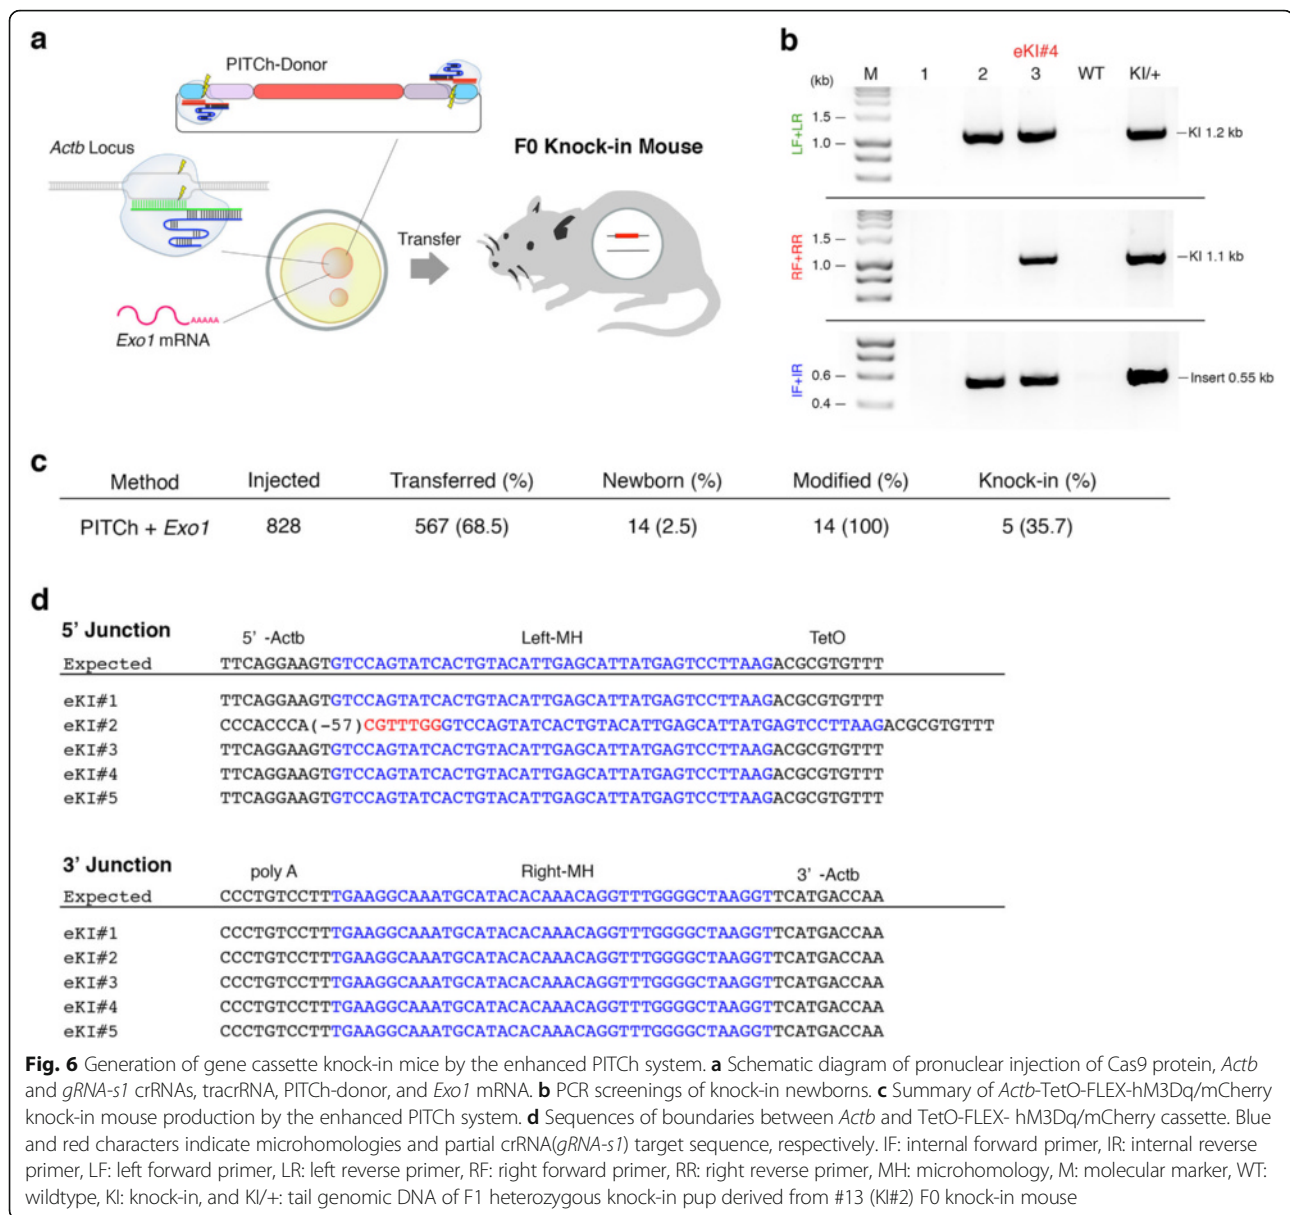 a
PITCh-Donor
Actb Locus
F0 Knock-in Mouse
Transfer
AAAAA
Exo1 mRNA
b
eKI#4
(kb) M 1 2 3 WT KI/+
LF+LR
1.5
1.0
KI 1.2 kb
RF+RR
1.5
1.0
KI 1.1 kb
IF+IR
0.6
0.4
Insert 0.55 kb
c
Method Injected Transferred (%) Newborn (%) Modified (%) Knock-in (%)
PITCh + Exo1 828 567 (68.5) 14 (2.5) 14 (100) 5 (35.7)
d
5' Junction
5' -Actb Left-MH TetO
Expected TTCAGGAAGTGTCCAGTATCACTGTACATTGAGCATTATGAGTCCTTAAGACGCGTGTTT
eKI#1 TTCAGGAAGTGTCCAGTATCACTGTACATTGAGCATTATGAGTCCTTAAGACGCGTGTTT
eKI#2 CCCACCCA(-57)CGTTTGGGTCCAGTATCACTGTACATTGAGCATTATGAGTCCTTAAGACGCGTGTTT
eKI#3 TTCAGGAAGTGTCCAGTATCACTGTACATTGAGCATTATGAGTCCTTAAGACGCGTGTTT
eKI#4 TTCAGGAAGTGTCCAGTATCACTGTACATTGAGCATTATGAGTCCTTAAGACGCGTGTTT
eKI#5 TTCAGGAAGTGTCCAGTATCACTGTACATTGAGCATTATGAGTCCTTAAGACGCGTGTTT
3' Junction
poly A Right-MH 3' -Actb
Expected CCCTGTCCTTTGAAGGCAAATGCATACACAAACAGGTTTGGGGCTAAGGTTCATGACCAA
eKI#1 CCCTGTCCTTTGAAGGCAAATGCATACACAAACAGGTTTGGGGCTAAGGTTCATGACCAA
eKI#2 CCCTGTCCTTTGAAGGCAAATGCATACACAAACAGGTTTGGGGCTAAGGTTCATGACCAA
eKI#3 CCCTGTCCTTTGAAGGCAAATGCATACACAAACAGGTTTGGGGCTAAGGTTCATGACCAA
eKI#4 CCCTGTCCTTTGAAGGCAAATGCATACACAAACAGGTTTGGGGCTAAGGTTCATGACCAA
eKI#5 CCCTGTCCTTTGAAGGCAAATGCATACACAAACAGGTTTGGGGCTAAGGTTCATGACCAA
Fig. 6 Generation of gene cassette knock-in mice by the enhanced PITCh system. a Schematic diagram of pronuclear injection of Cas9 protein, Actb
and gRNA-s1 crRNAs, tracrRNA, PITCh-donor, and Exo1 mRNA. b PCR screenings of knock-in newborns. c Summary of Actb-TetO-FLEX-hM3Dq/mCherry
knock-in mouse production by the enhanced PITCh system. d Sequences of boundaries between Actb and TetO-FLEX- hM3Dq/mCherry cassette. Blue
and red characters indicate microhomologies and partial crRNA(gRNA-s1) target sequence, respectively. IF: internal forward primer, IR: internal reverse
primer, LF: left forward primer, LR: left reverse primer, RF: right forward primer, RR: right reverse primer, MH: microhomology, M: molecular marker, WT:
wildtype, KI: knock-in, and KI/+: tail genomic DNA of F1 heterozygous knock-in pup derived from #13 (KI#2) F0 knock-in mouse